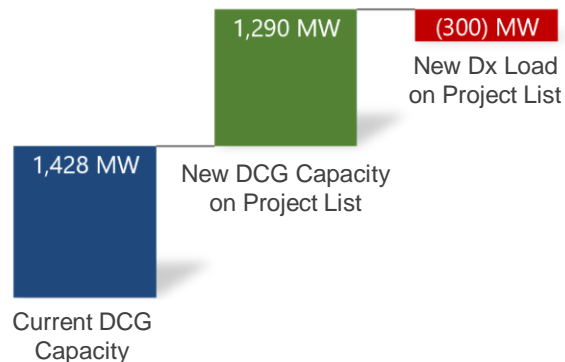 1,290 MW
(300) MW
New Dx Load
on Project List
1,428 MW
New DCG Capacity
on Project List
Current DCG
Capacity